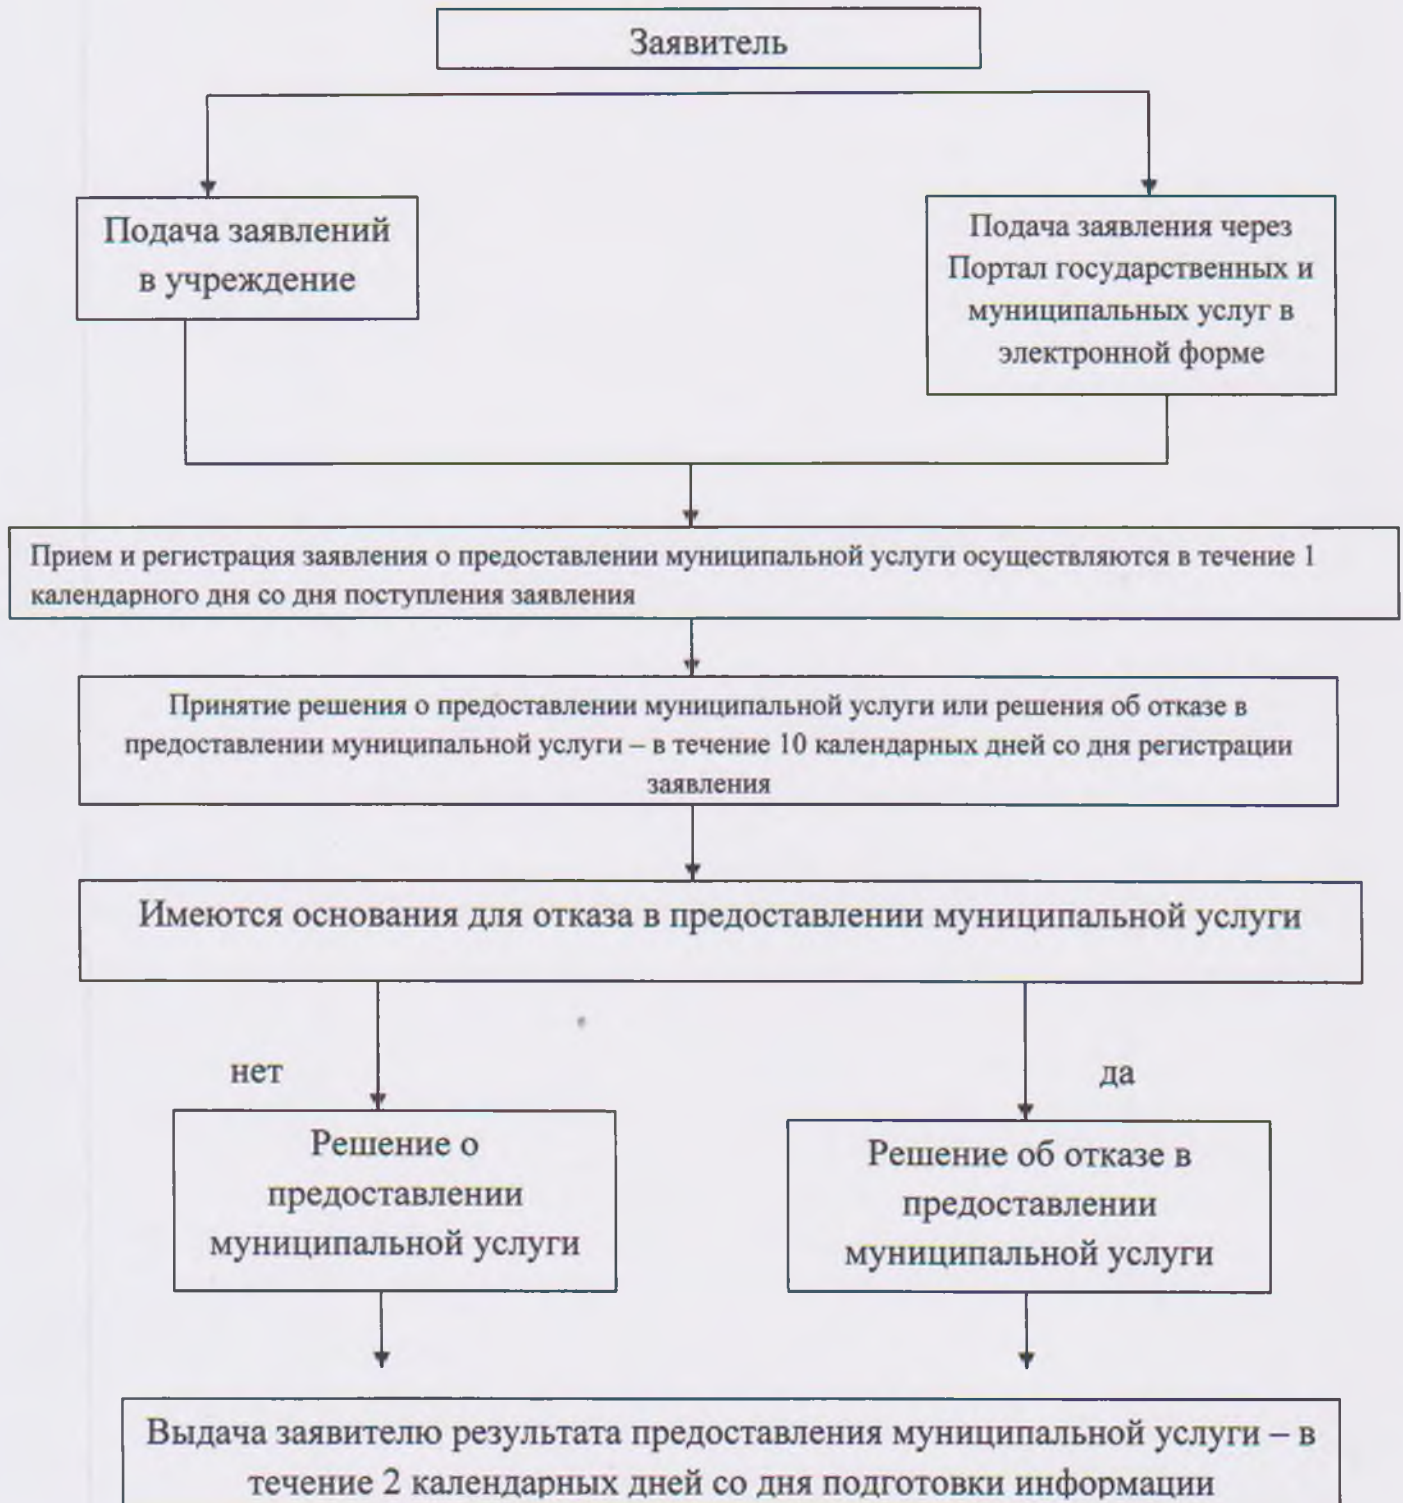 Заявитель
Подача заявлений
в учреждение
Подача заявления через
Портал государственных и
муниципальных услуг в
электронной форме
Прием и регистрация заявления о предоставлении муниципальной услуги осуществляются в течение 1
календарного дня со дня поступления заявления
Принятие решения о предоставлении муниципальной услуги или решения об отказе в
предоставлении муниципальной услуги – в течение 10 календарных дней со дня регистрации
заявления
Имеются основания для отказа в предоставлении муниципальной услуги
нет
да
Решение о
предоставлении
муниципальной услуги
Решение об отказе в
предоставлении
муниципальной услуги
Выдача заявителю результата предоставления муниципальной услуги – в
течение 2 календарных дней со дня подготовки информации